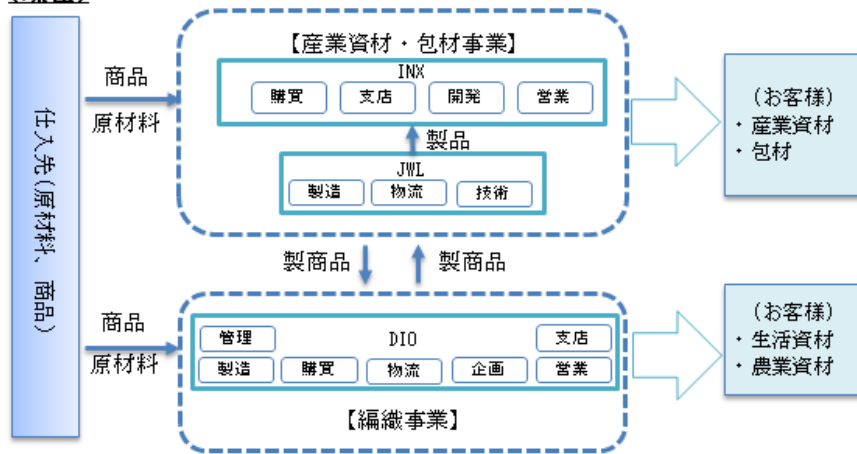 仕入先(原材料、商品)
商品
原材料
【産業資材・包材事業】
INX
購買
支店
開発
営業
製品
JWL
製造
物流
技術
(お客様)
・産業資材
・包材
製商品
製商品
商品
原材料
管理
DIO
支店
製造
購買
物流
企画
営業
【編織事業】
(お客様)
・生活資材
・農業資材